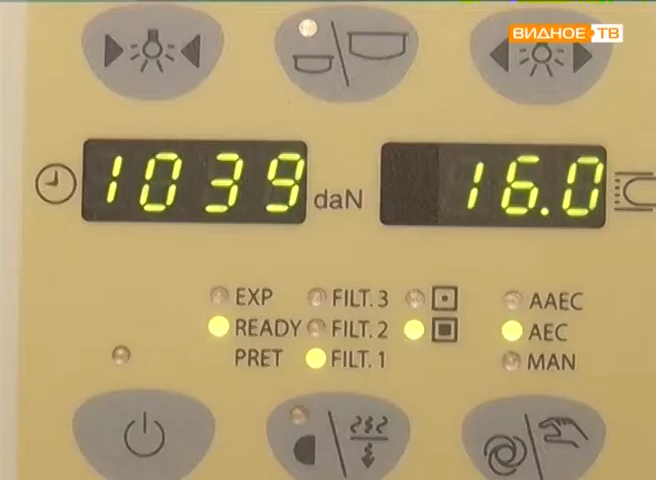 ВИДНОЕ ТВ
1039 daN 16.0
EXP FILT. 3 AAEC
READY FILT. 2 AEC
PRET FILT. 1 MAN